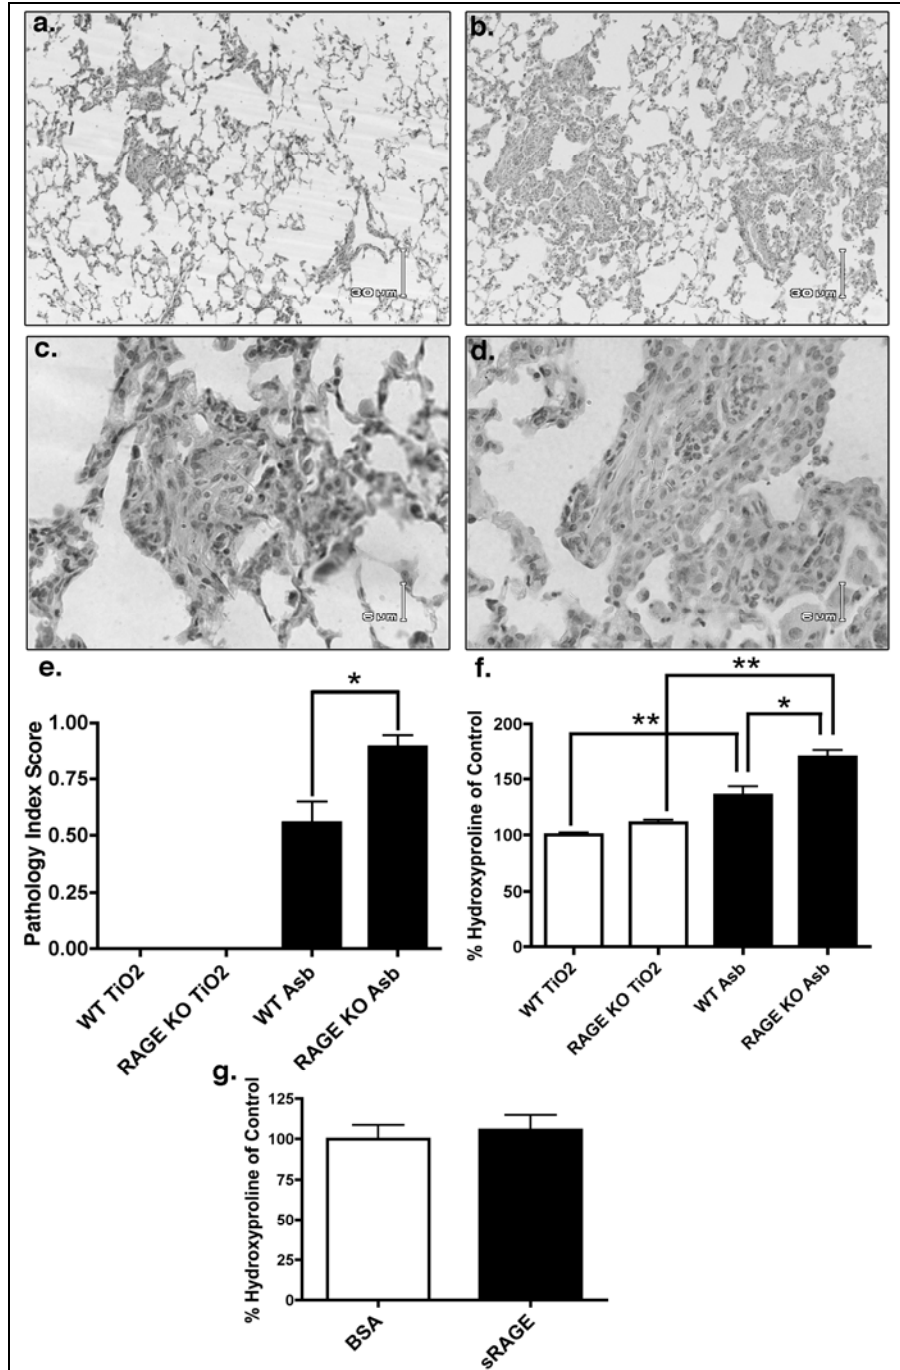 a.
b.
30 µm
30 µm
c.
d.
6 µm
6 µm
e.
*
Pathology Index Score
1.00
0.75
0.50
0.25
0.00
WT TiO2
RAGE KO TiO2
WT Asb
RAGE KO Asb
f.
**
**
*
% Hydroxyproline of Control
200
150
100
50
0
WT TiO2
RAGE KO TiO2
WT Asb
RAGE KO Asb
g.
% Hydroxyproline of Control
125
100
75
50
25
0
BSA
sRAGE